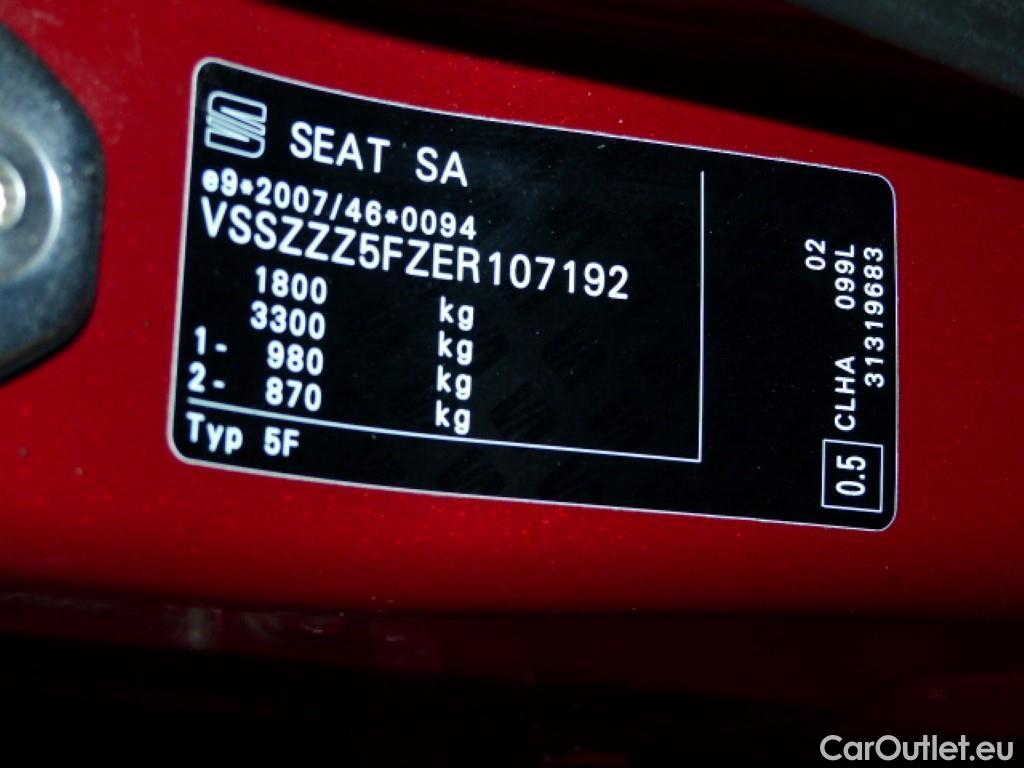 SEAT SA
e9*2007/46*0094
VSSZZZ5FZER107192
1800 kg
3300 kg
1- 980 kg
2- 870 kg
Typ 5F
02
CLHA 099L
31319683
0.5
CarOutlet.eu